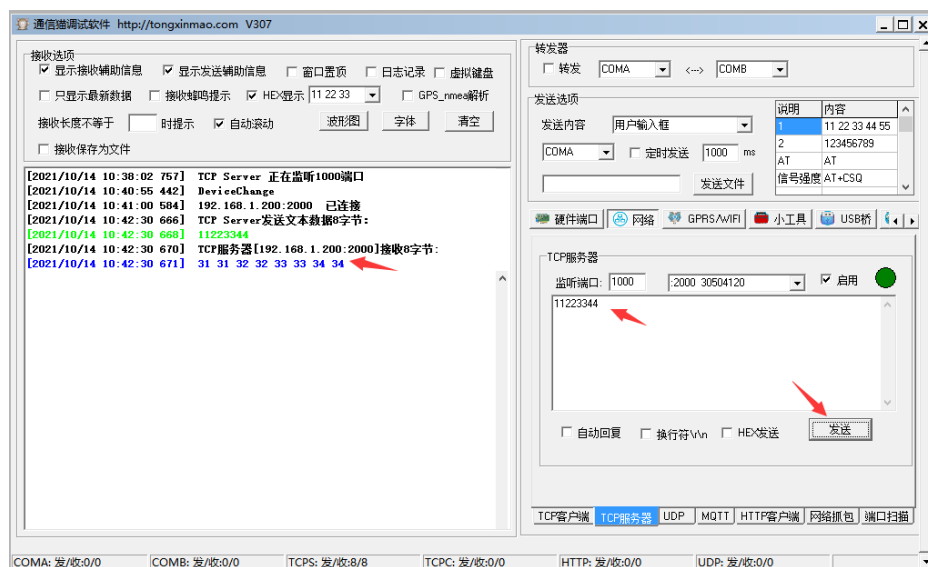 通信猫调试软件 http://tongxinmao.com V307
接收选项
显示接收辅助信息 显示发送辅助信息 窗口置顶 日志记录 虚拟键盘
只显示最新数据 接收蜂鸣提示 HEX显示 11 22 33 GPS_nmea解析
接收长度不等于 时提示 自动滚动 波形图 字体 清空
接收保存为文件
[2021/10/14 10:38:02 757] TCP Server 正在监听1000端口
[2021/10/14 10:40:55 442] DeviceChange
[2021/10/14 10:41:00 584] 192.168.1.200:2000 已连接
[2021/10/14 10:42:30 666] TCP Server发送文本数据8字节:
[2021/10/14 10:42:30 668] 11223344
[2021/10/14 10:42:30 670] TCP服务器[192.168.1.200:2000]接收8字节:
[2021/10/14 10:42:30 671] 31 31 32 32 33 33 34 34
转发器
转发 COMA <--> COMB
发送选项
发送内容 用户输入框
COMA 定时发送 1000 ms
发送文件
说明 内容
1 11 22 33 44 55
2 123456789
AT AT
信号强度 AT+CSQ
硬件端口 网络 GPRS/WIFI 小工具 USB桥
TCP服务器
监听端口: 1000 :2000 30504120 启用
11223344
自动回复 换行符\r\n HEX发送 发送
TCP客户端 TCP服务器 UDP MQTT HTTP客户端 网络抓包 端口扫描
COMA: 发/收:0/0 COMB: 发/收:0/0 TCPS: 发/收:8/8 TCPC: 发/收:0/0 HTTP: 发/收:0/0 UDP: 发/收:0/0